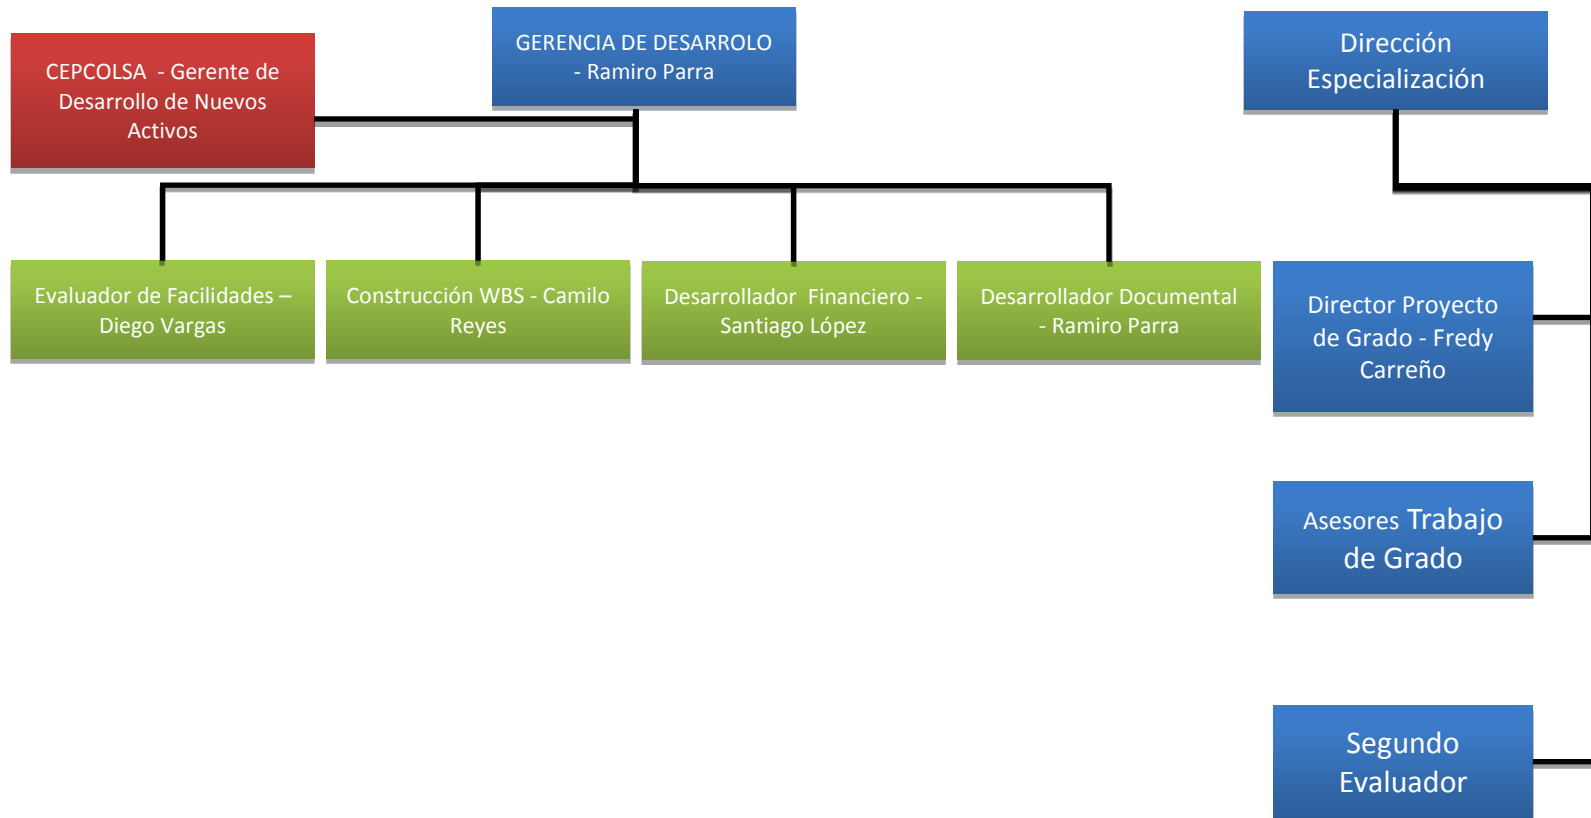 CEPCOLSA - Gerente de
Desarrollo de Nuevos
Activos
GERENCIA DE DESARROLO
- Ramiro Parra
Dirección
Especialización
Evaluador de Facilidades –
Diego Vargas
Construcción WBS - Camilo
Reyes
Desarrollador Financiero -
Santiago López
Desarrollador Documental
- Ramiro Parra
Director Proyecto
de Grado - Fredy
Carreño
Asesores Trabajo
de Grado
Segundo
Evaluador